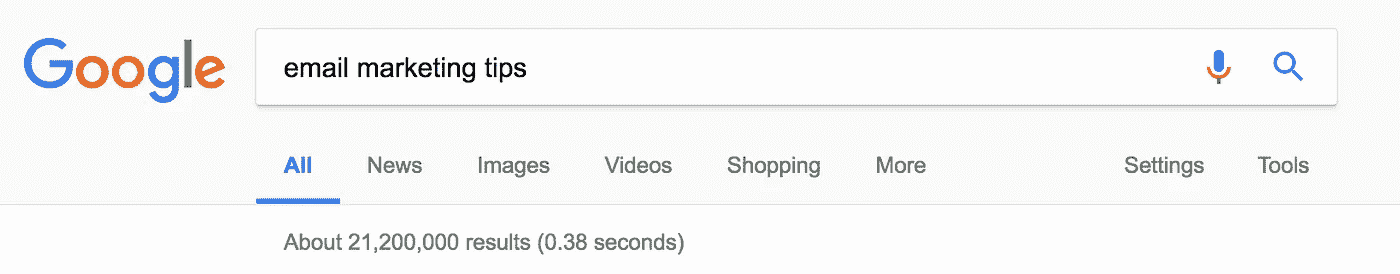 Google email marketing tips
All News Images Videos Shopping More Settings Tools
About 21,200,000 results (0.38 seconds)